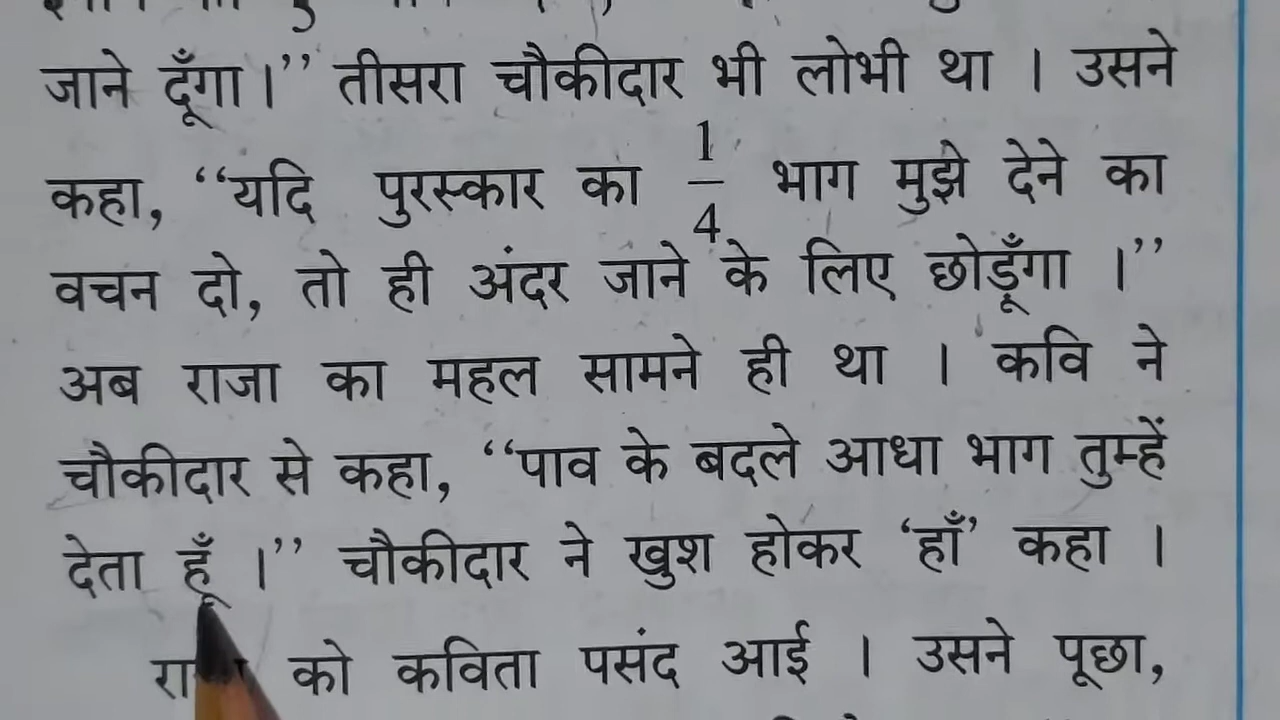 जाने दूँगा।’’ तीसरा चौकीदार भी लोभी था । उसने
कहा, ‘‘यदि पुरस्कार का 1/4 भाग मुझे देने का
वचन दो, तो ही अंदर जाने के लिए छोड़ूँगा ।’’
अब राजा का महल सामने ही था । कवि ने
चौकीदार से कहा, ‘‘पाव के बदले आधा भाग तुम्हें
देता हूँ ।’’ चौकीदार ने खुश होकर ‘हाँ’ कहा ।
को कविता पसंद आई । उसने पूछा,